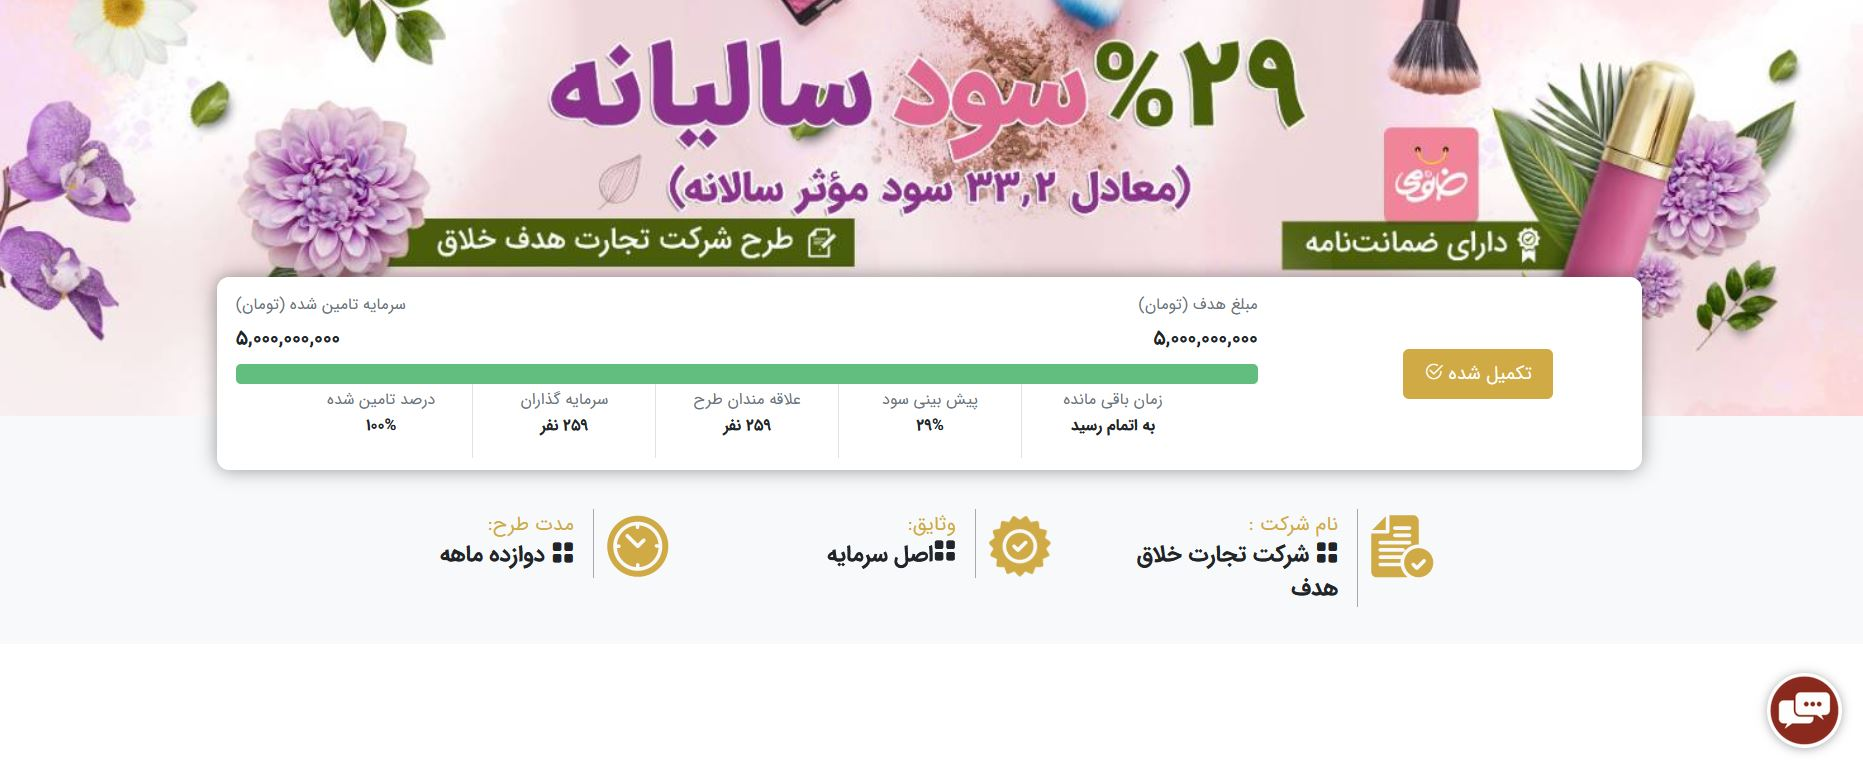 ۲۹% سود سالیانه
(معادل ۳۳,۲ سود مؤثر سالانه)
خانومی
دارای ضمانت‌نامه
طرح شرکت تجارت هدف خلاق
مبلغ هدف (تومان)
سرمایه تامین شده (تومان)
۵,۰۰۰,۰۰۰,۰۰۰
۵,۰۰۰,۰۰۰,۰۰۰
تکمیل شده
زمان باقی مانده
به اتمام رسید
پیش بینی سود
۲۹%
علاقه مندان طرح
۲۵۹ نفر
سرمایه گذاران
۲۵۹ نفر
درصد تامین شده
۱۰۰%
نام شرکت :
شرکت تجارت خلاق
هدف
وثایق:
اصل سرمایه
مدت طرح:
دوازده ماهه